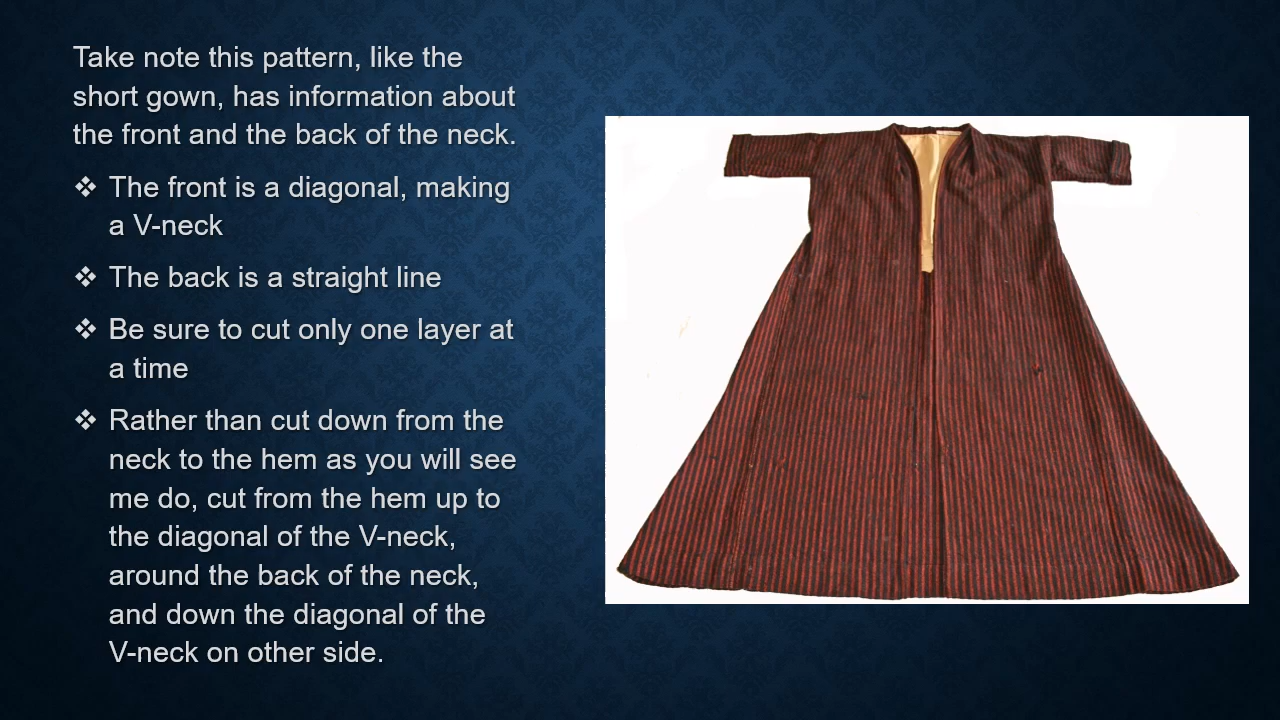 Take note this pattern, like the
short gown, has information about
the front and the back of the neck.
❖ The front is a diagonal, making
a V-neck
❖ The back is a straight line
❖ Be sure to cut only one layer at
a time
❖ Rather than cut down from the
neck to the hem as you will see
me do, cut from the hem up to
the diagonal of the V-neck,
around the back of the neck,
and down the diagonal of the
V-neck on other side.